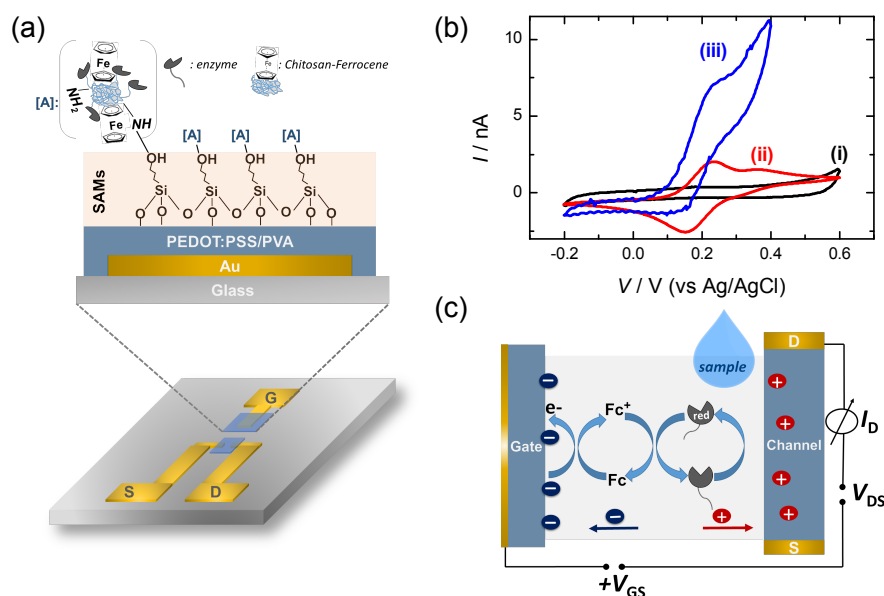 (a)
Fe
: enzyme
Fe
: Chitosan-Ferrocene
[A]:
NH2
Fe
NH
[A]
[A]
[A]
OH
OH
OH
OH
SAMs
Si
Si
Si
Si
O
O
O
O
O
O
O
O
O
PEDOT:PSS/PVA
Au
Glass
G
S
D
(b)
10
5
0
I / nA
(iii)
(ii)
(i)
-0.2
0.0
0.2
0.4
0.6
V / V (vs Ag/AgCl)
(c)
sample
D
e-
Fc+
red
Gate
Channel
Fc
ID
VDS
S
+VGS